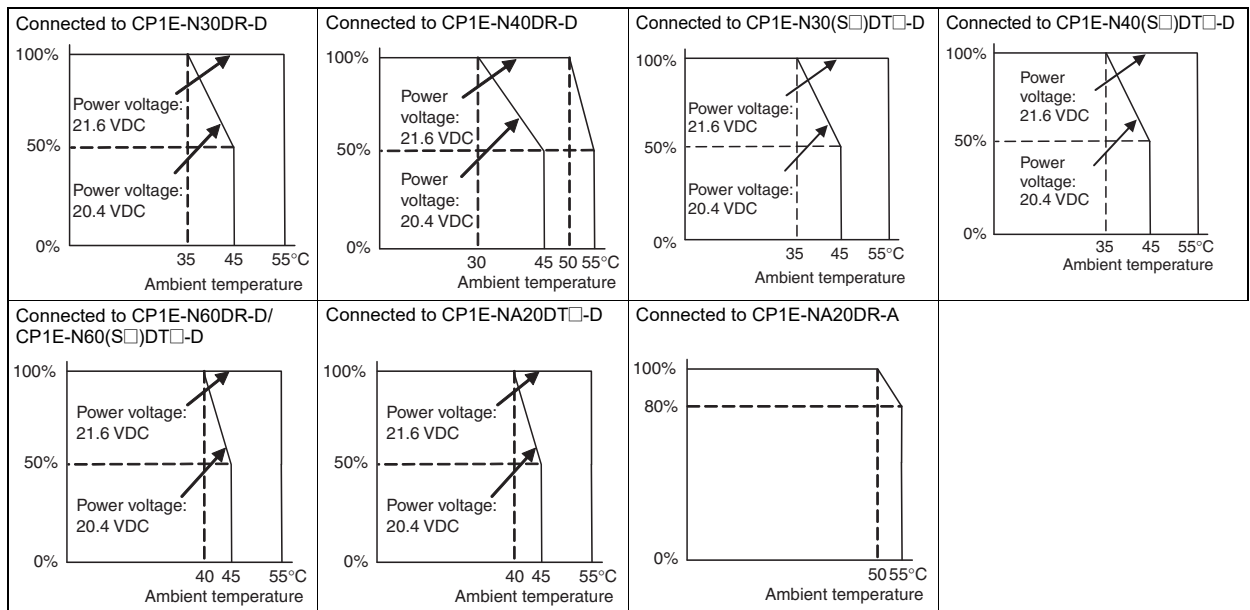 Connected to CP1E-N30DR-D
100%
Power voltage:
21.6 VDC
50%
Power voltage:
20.4 VDC
0%
35 45 55°C
Ambient temperature
Connected to CP1E-N40DR-D
100%
Power
voltage:
21.6 VDC
50%
Power
voltage:
20.4 VDC
0%
30 45 50 55°C
Ambient temperature
Connected to CP1E-N30(S□)DT□-D
100%
Power voltage:
21.6 VDC
50%
Power voltage:
20.4 VDC
0%
35 45 55°C
Ambient temperature
Connected to CP1E-N40(S□)DT□-D
100%
Power
voltage:
21.6 VDC
50%
Power
voltage:
20.4 VDC
0%
35 45 55°C
Ambient temperature
Connected to CP1E-N60DR-D/
CP1E-N60(S□)DT□-D
100%
Power voltage:
21.6 VDC
50%
Power voltage:
20.4 VDC
0%
40 45 55°C
Ambient temperature
Connected to CP1E-NA20DT□-D
100%
Power voltage:
21.6 VDC
50%
Power voltage:
20.4 VDC
0%
40 45 55°C
Ambient temperature
Connected to CP1E-NA20DR-A
100%
80%
0%
50 55°C
Ambient temperature